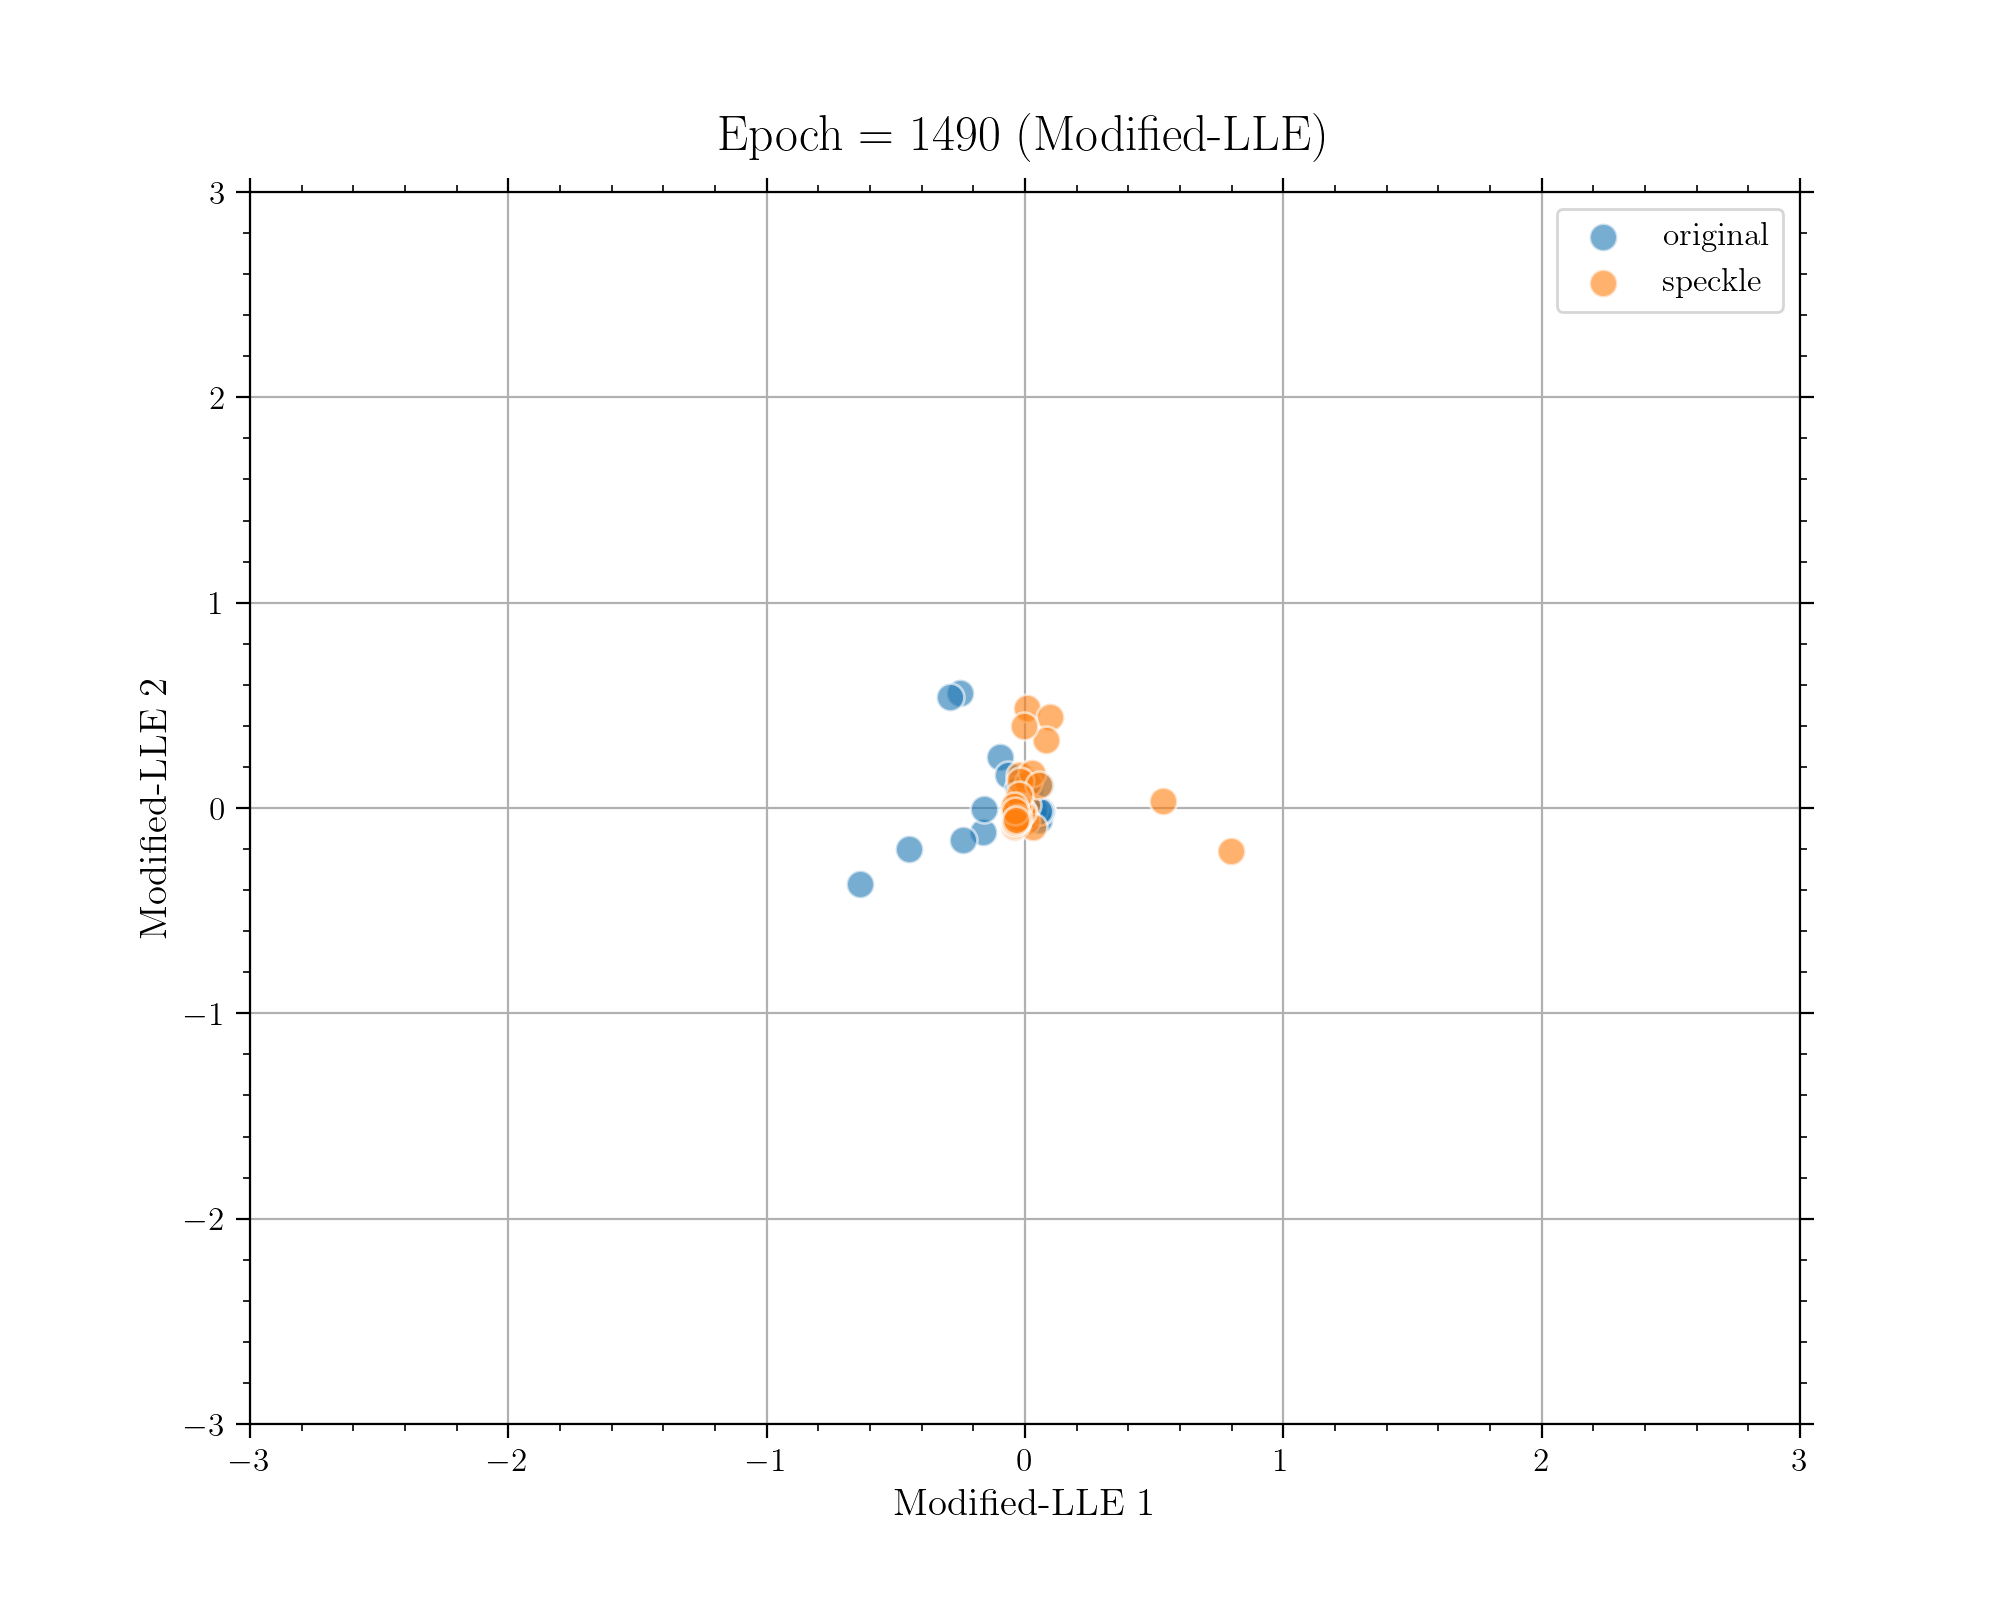 Epoch = 1490 (Modified-LLE)
original
speckle
3
2
1
0
−1
−2
−3
Modified-LLE 2
−3
−2
−1
0
1
2
3
Modified-LLE 1